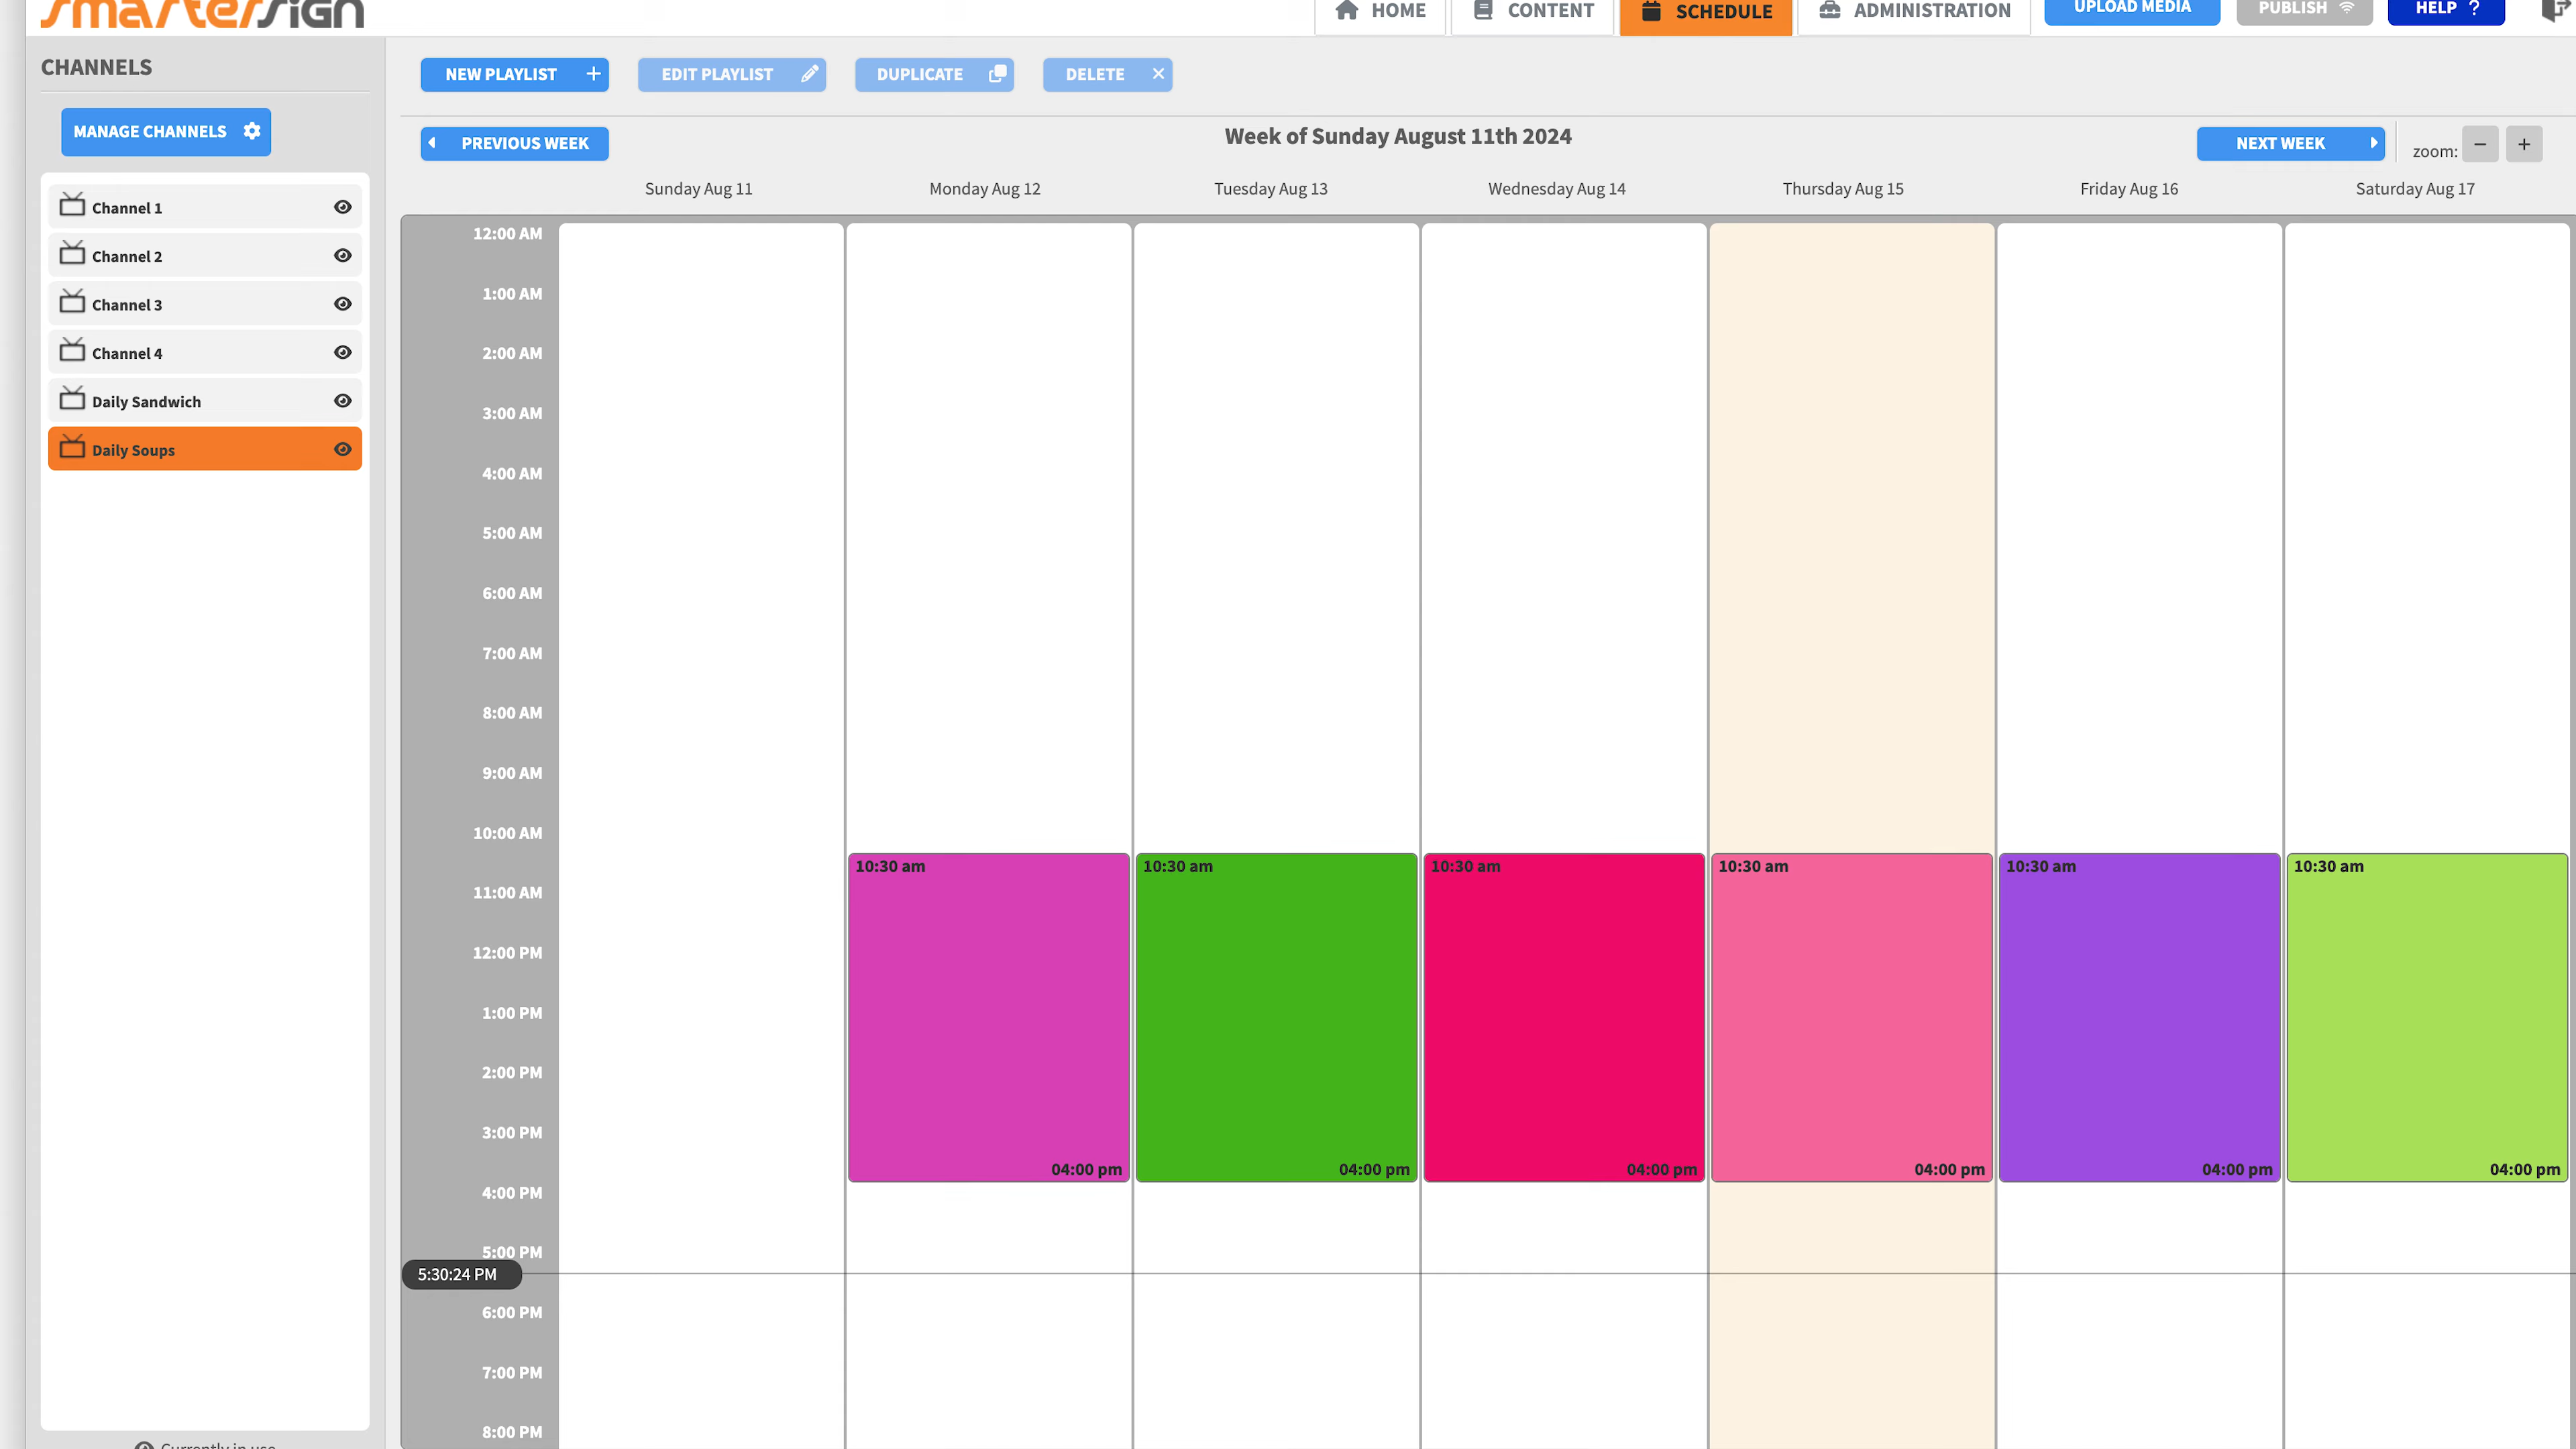 smartersign
HOME
CONTENT
SCHEDULE
ADMINISTRATION
UPLOAD MEDIA
PUBLISH
HELP ?
CHANNELS
MANAGE CHANNELS
Channel 1
Channel 2
Channel 3
Channel 4
Daily Sandwich
Daily Soups
Currently in use
NEW PLAYLIST +
EDIT PLAYLIST
DUPLICATE
DELETE
PREVIOUS WEEK
Week of Sunday August 11th 2024
NEXT WEEK
zoom: − +
Sunday Aug 11
Monday Aug 12
Tuesday Aug 13
Wednesday Aug 14
Thursday Aug 15
Friday Aug 16
Saturday Aug 17
12:00 AM
1:00 AM
2:00 AM
3:00 AM
4:00 AM
5:00 AM
6:00 AM
7:00 AM
8:00 AM
9:00 AM
10:00 AM
10:30 am 10:30 am 10:30 am 10:30 am 10:30 am 10:30 am
11:00 AM
12:00 PM
1:00 PM
2:00 PM
3:00 PM
04:00 pm 04:00 pm 04:00 pm 04:00 pm 04:00 pm 04:00 pm
4:00 PM
5:00 PM
5:30:24 PM
6:00 PM
7:00 PM
8:00 PM